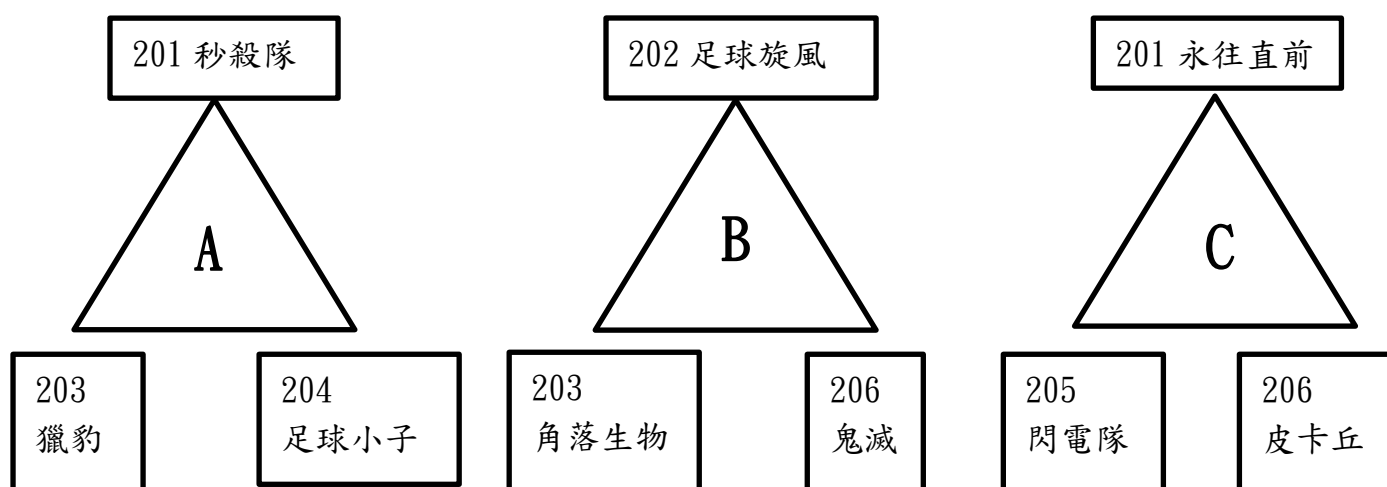 201 秒殺隊
202 足球旋風
201 永往直前
A
B
C
203
獵豹
204
足球小子
203
角落生物
206
鬼滅
205
閃電隊
206
皮卡丘